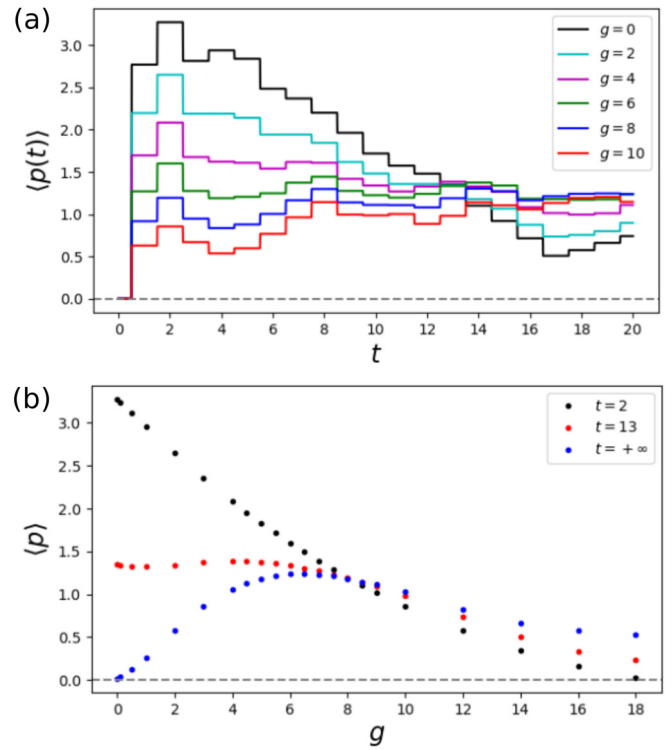 (a)
⟨p(t)⟩
3.0
2.5
2.0
1.5
1.0
0.5
0.0
g = 0
g = 2
g = 4
g = 6
g = 8
g = 10
0 2 4 6 8 10 12 14 16 18 20
t
(b)
⟨p⟩
3.0
2.5
2.0
1.5
1.0
0.5
0.0
t = 2
t = 13
t = +∞
0 2 4 6 8 10 12 14 16 18
g